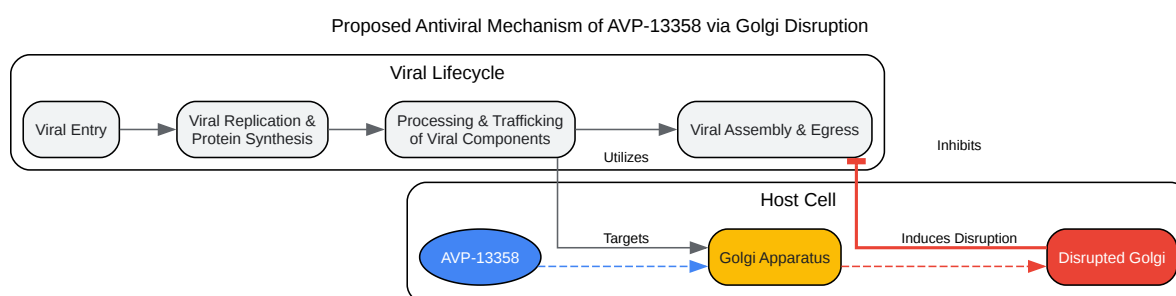 Proposed Antiviral Mechanism of AVP-13358 via Golgi Disruption
Viral Lifecycle
Viral Entry
Viral Replication &
Protein Synthesis
Processing & Trafficking
of Viral Components
Viral Assembly & Egress
Utilizes
Inhibits
Host Cell
AVP-13358
Targets
Golgi Apparatus
Induces Disruption
Disrupted Golgi